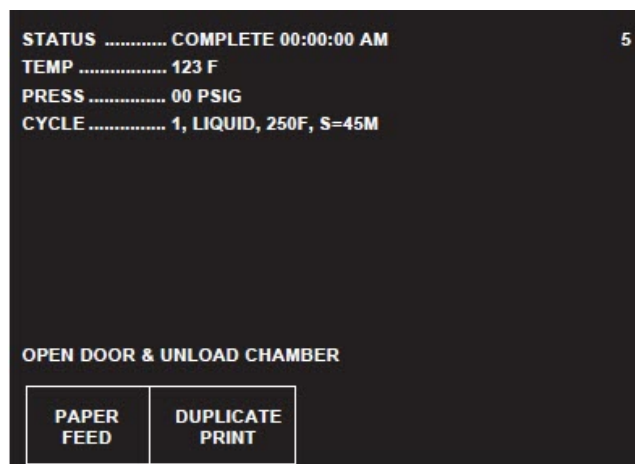 STATUS ............ COMPLETE 00:00:00 AM 5
TEMP ................. 123 F
PRESS ............... 00 PSIG
CYCLE ................ 1, LIQUID, 250F, S=45M
OPEN DOOR & UNLOAD CHAMBER
PAPER FEED
DUPLICATE PRINT